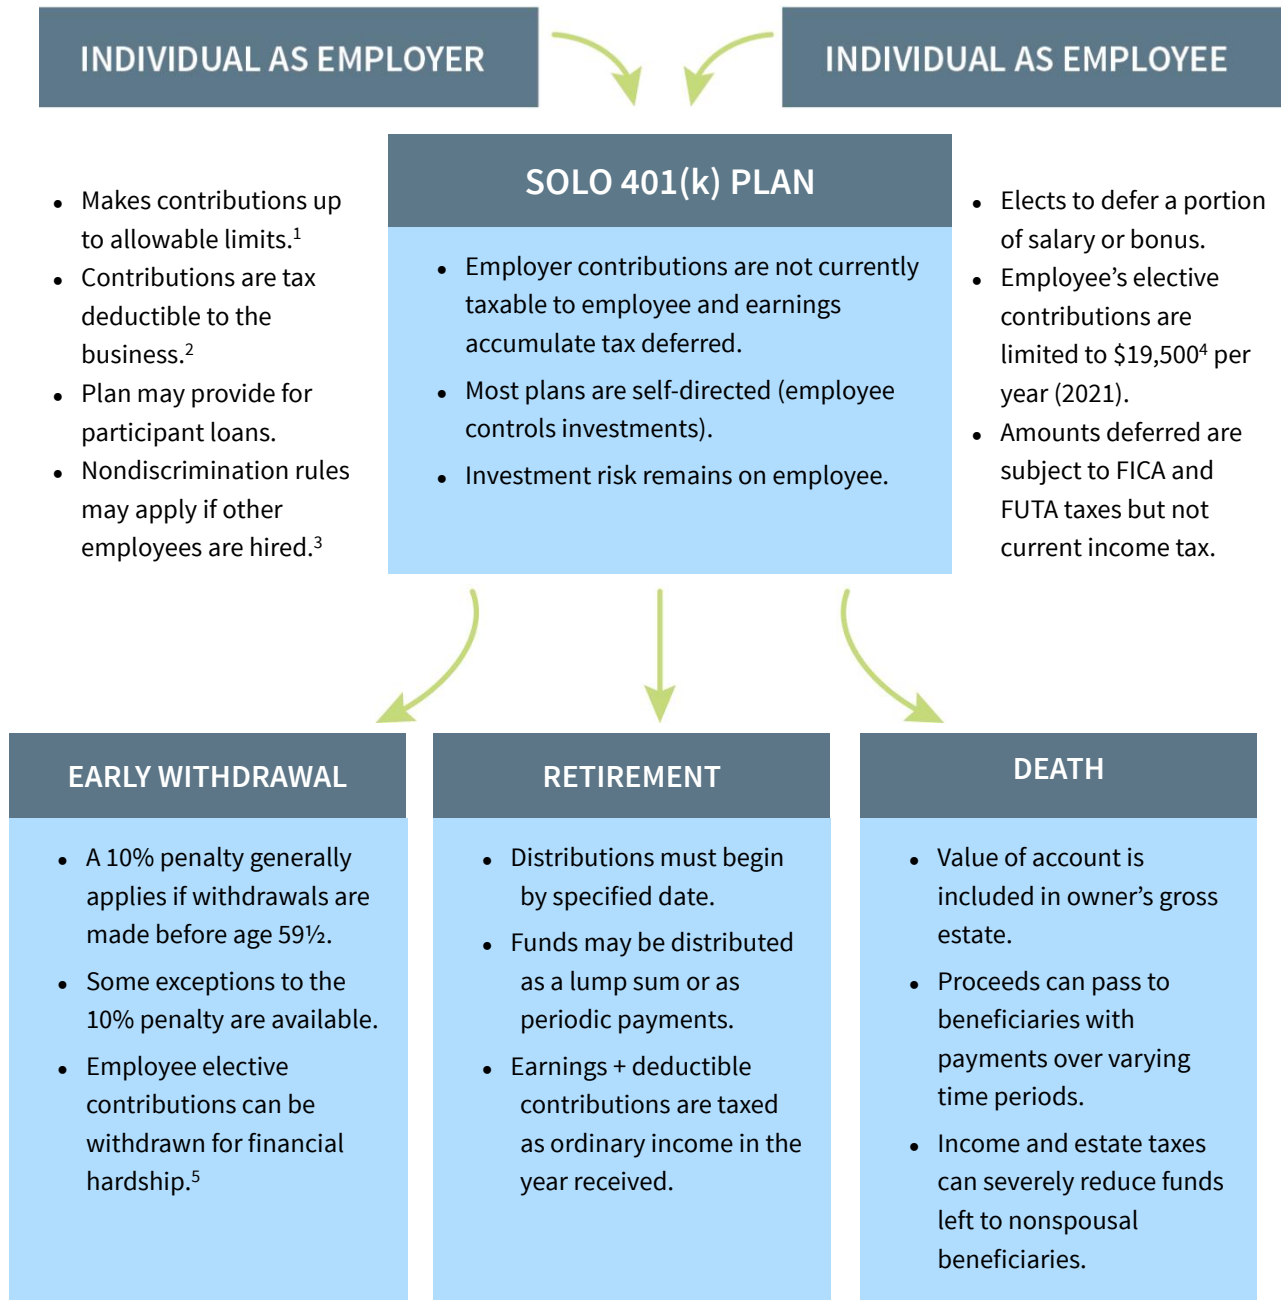 INDIVIDUAL AS EMPLOYER
INDIVIDUAL AS EMPLOYEE
• Makes contributions up
to allowable limits.¹
• Contributions are tax
deductible to the
business.²
• Plan may provide for
participant loans.
• Nondiscrimination rules
may apply if other
employees are hired.³
SOLO 401(k) PLAN
• Employer contributions are not currently
taxable to employee and earnings
accumulate tax deferred.
• Most plans are self-directed (employee
controls investments).
• Investment risk remains on employee.
• Elects to defer a portion
of salary or bonus.
• Employee’s elective
contributions are
limited to $19,500⁴ per
year (2021).
• Amounts deferred are
subject to FICA and
FUTA taxes but not
current income tax.
EARLY WITHDRAWAL
• A 10% penalty generally
applies if withdrawals are
made before age 59½.
• Some exceptions to the
10% penalty are available.
• Employee elective
contributions can be
withdrawn for financial
hardship.⁵
RETIREMENT
• Distributions must begin
by specified date.
• Funds may be distributed
as a lump sum or as
periodic payments.
• Earnings + deductible
contributions are taxed
as ordinary income in the
year received.
DEATH
• Value of account is
included in owner’s gross
estate.
• Proceeds can pass to
beneficiaries with
payments over varying
time periods.
• Income and estate taxes
can severely reduce funds
left to nonspousal
beneficiaries.